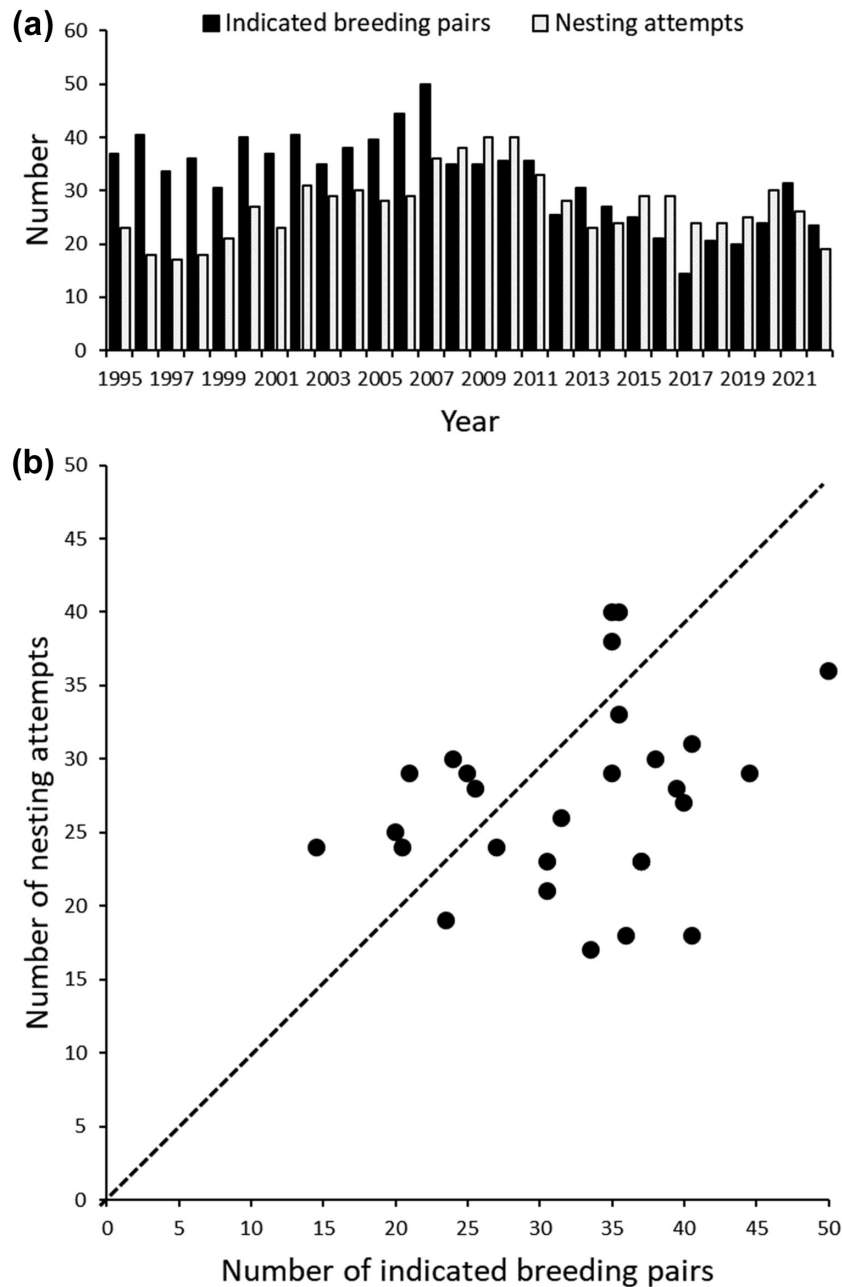 (a)
Indicated breeding pairs
Nesting attempts
60
50
40
30
20
10
0
Number
1995 1997 1999 2001 2003 2005 2007 2009 2011 2013 2015 2017 2019 2021
Year
(b)
50
45
40
35
30
25
20
15
10
5
0
Number of nesting attempts
0 5 10 15 20 25 30 35 40 45 50
Number of indicated breeding pairs